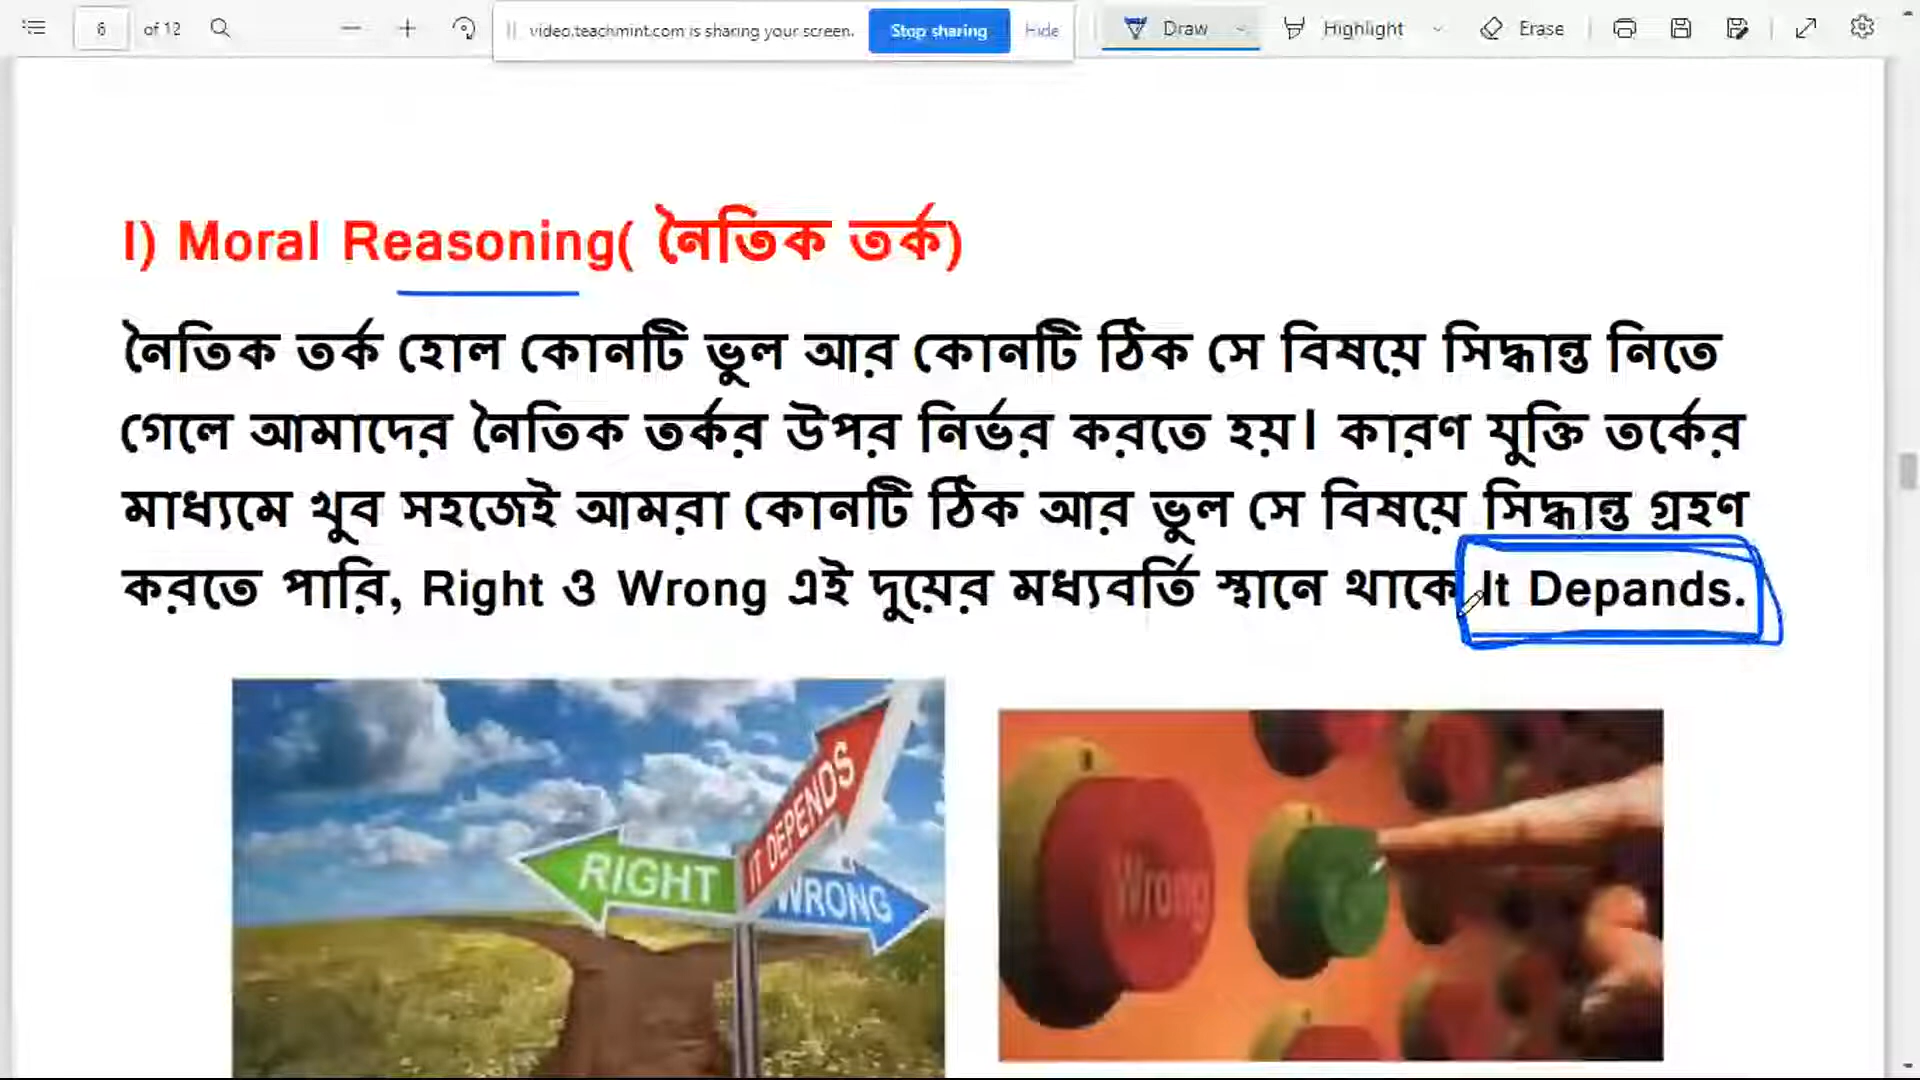 6 of 12
video.teachmint.com is sharing your screen. Stop sharing Hide
Draw Highlight Erase
I) Moral Reasoning( নৈতিক তর্ক)
নৈতিক তর্ক হোল কোনটি ভুল আর কোনটি ঠিক সে বিষয়ে সিদ্ধান্ত নিতে
গেলে আমাদের নৈতিক তর্কর উপর নির্ভর করতে হয়। কারণ যুক্তি তর্কের
মাধ্যমে খুব সহজেই আমরা কোনটি ঠিক আর ভুল সে বিষয়ে সিদ্ধান্ত গ্রহণ
করতে পারি, Right ও Wrong এই দুয়ের মধ্যবর্তি স্থানে থাকে It Depands.
IT DEPENDS
RIGHT
WRONG
Wrong